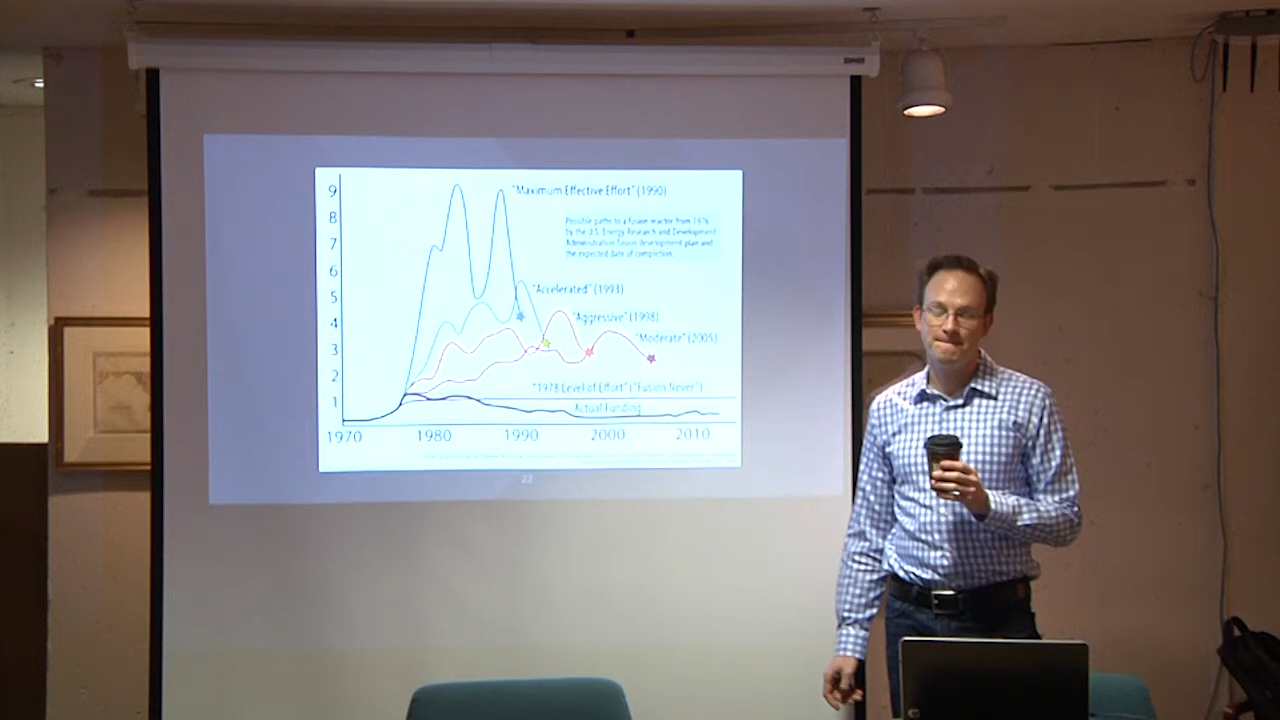 9
"Maximum Effective Effort" (1990)
8
Possible paths to a fusion reactor from 1976
by the U.S. Energy Research and Development
Administration fusion development plan and
the expected date of completion.
7
6
5
"Accelerated" (1993)
4
"Aggressive" (1998)
3
"Moderate" (2005)
2
"1978 Level of Effort" ("Fusion Never")
1
Actual Funding
1970 1980 1990 2000 2010
22